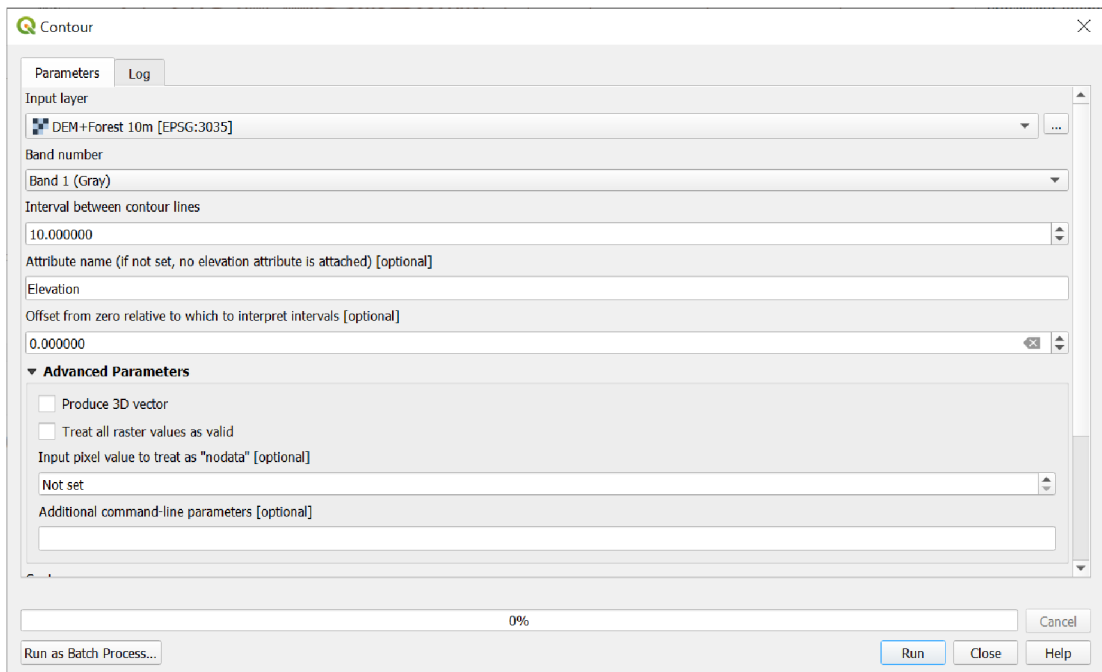 Contour
Parameters Log
Input layer
DEM+Forest 10m [EPSG:3035]
...
Band number
Band 1 (Gray)
Interval between contour lines
10.000000
Attribute name (if not set, no elevation attribute is attached) [optional]
Elevation
Offset from zero relative to which to interpret intervals [optional]
0.000000
Advanced Parameters
Produce 3D vector
Treat all raster values as valid
Input pixel value to treat as "nodata" [optional]
Not set
Additional command-line parameters [optional]
0% Cancel
Run as Batch Process... Run Close Help